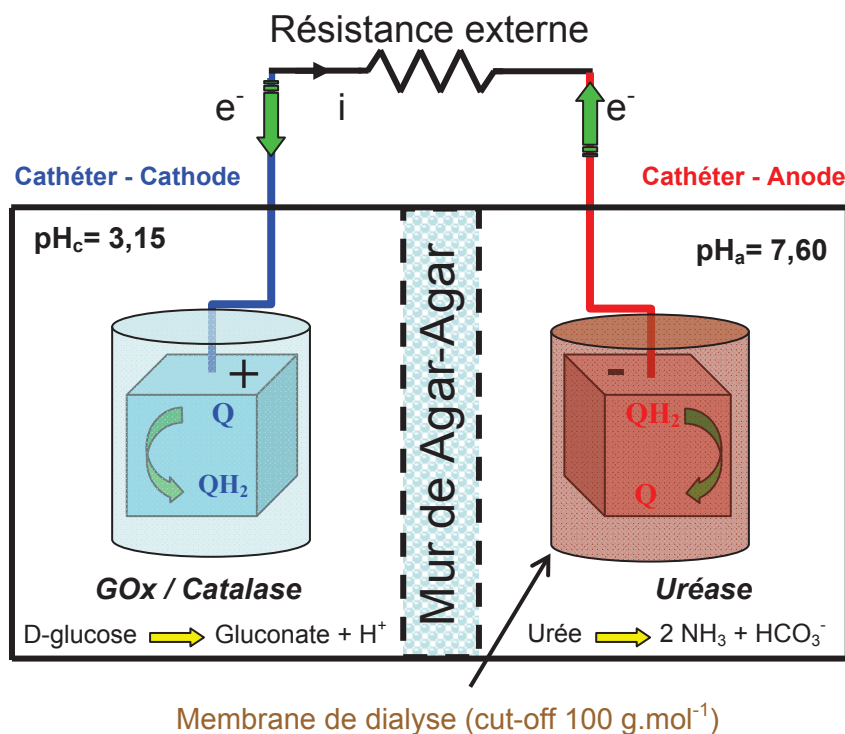 Résistance externe
e⁻ i e⁻
Cathéter - Cathode
Cathéter - Anode
pHc= 3,15
pHa= 7,60
Mur de Agar-Agar
+
Q
QH₂
-
QH₂
Q
GOx / Catalase
Uréase
D-glucose Gluconate + H⁺
Urée 2 NH₃ + HCO₃⁻
Membrane de dialyse (cut-off 100 g.mol⁻¹)